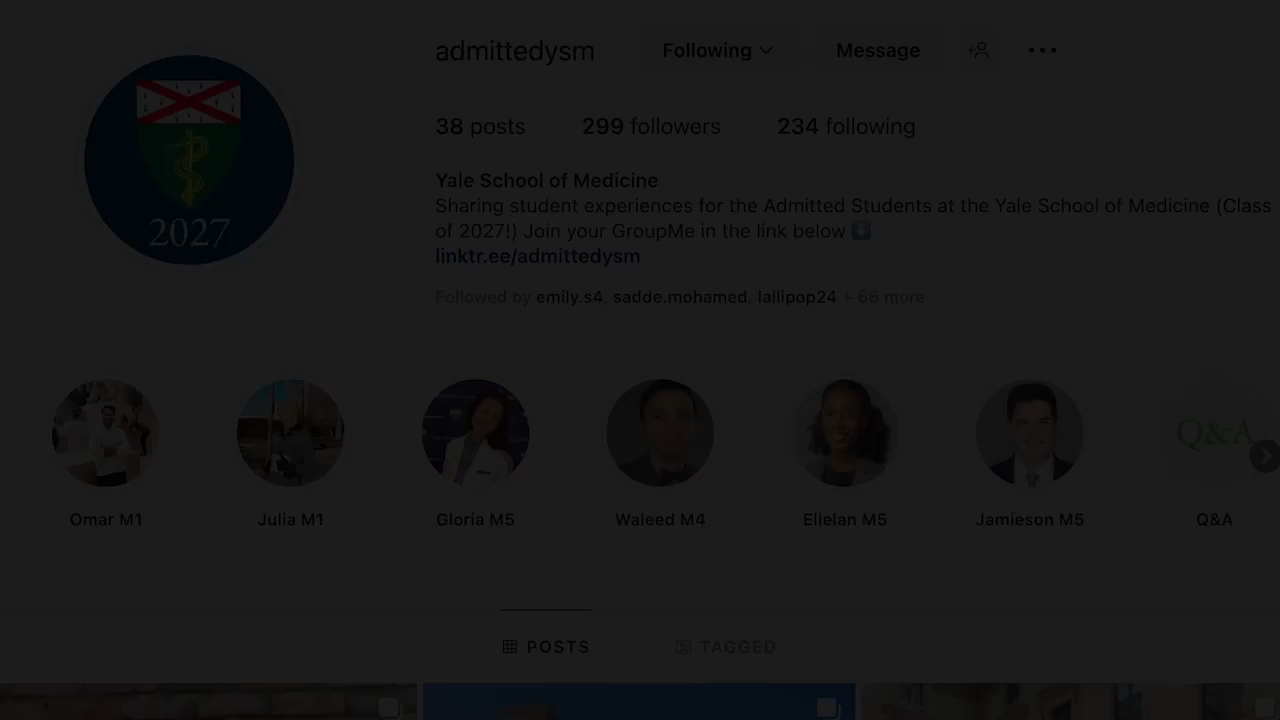 admittedysm
Following
Message
38 posts
299 followers
234 following
Yale School of Medicine
Sharing student experiences for the Admitted Students at the Yale School of Medicine (Class
of 2027!) Join your GroupMe in the link below ⬇️
linktr.ee/admittedysm
Followed by emily.s4, sadde.mohamed, lallipop24 + 66 more
2027
Omar M1
Julia M1
Gloria M5
Waleed M4
Ellelan M5
Jamieson M5
Q&A
Q&A
POSTS
TAGGED